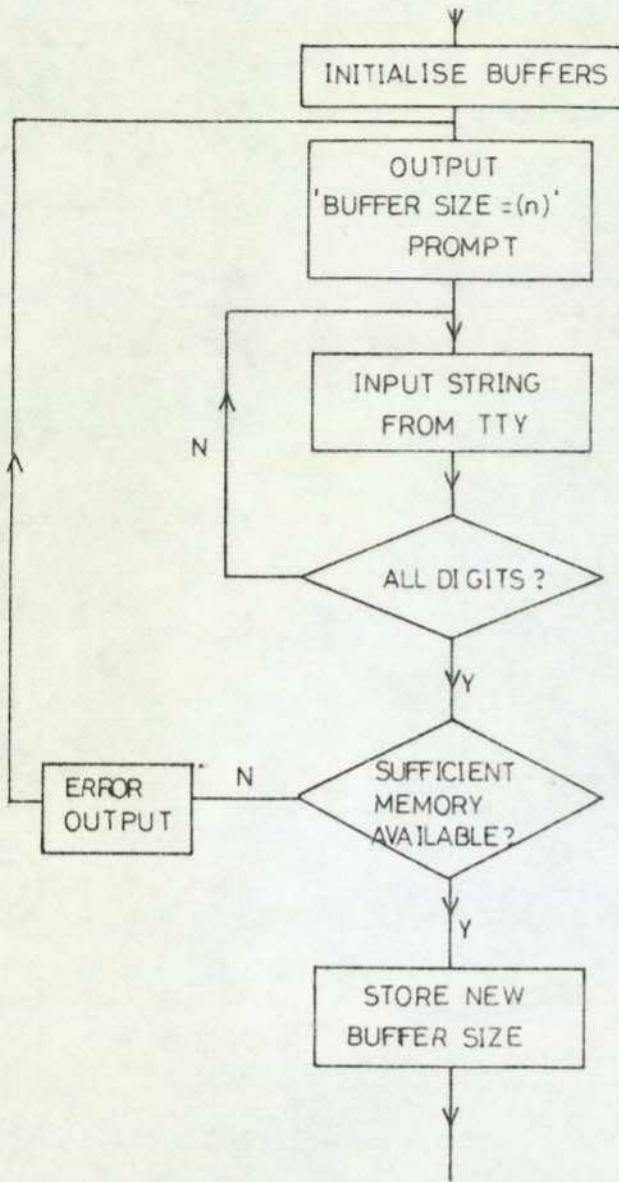 INITIALISE BUFFERS
OUTPUT
'BUFFER SIZE =(n)'
PROMPT
INPUT STRING
FROM TTY
N
ALL DIGITS ?
Y
SUFFICIENT
MEMORY
AVAILABLE?
N
ERROR
OUTPUT
Y
STORE NEW
BUFFER SIZE